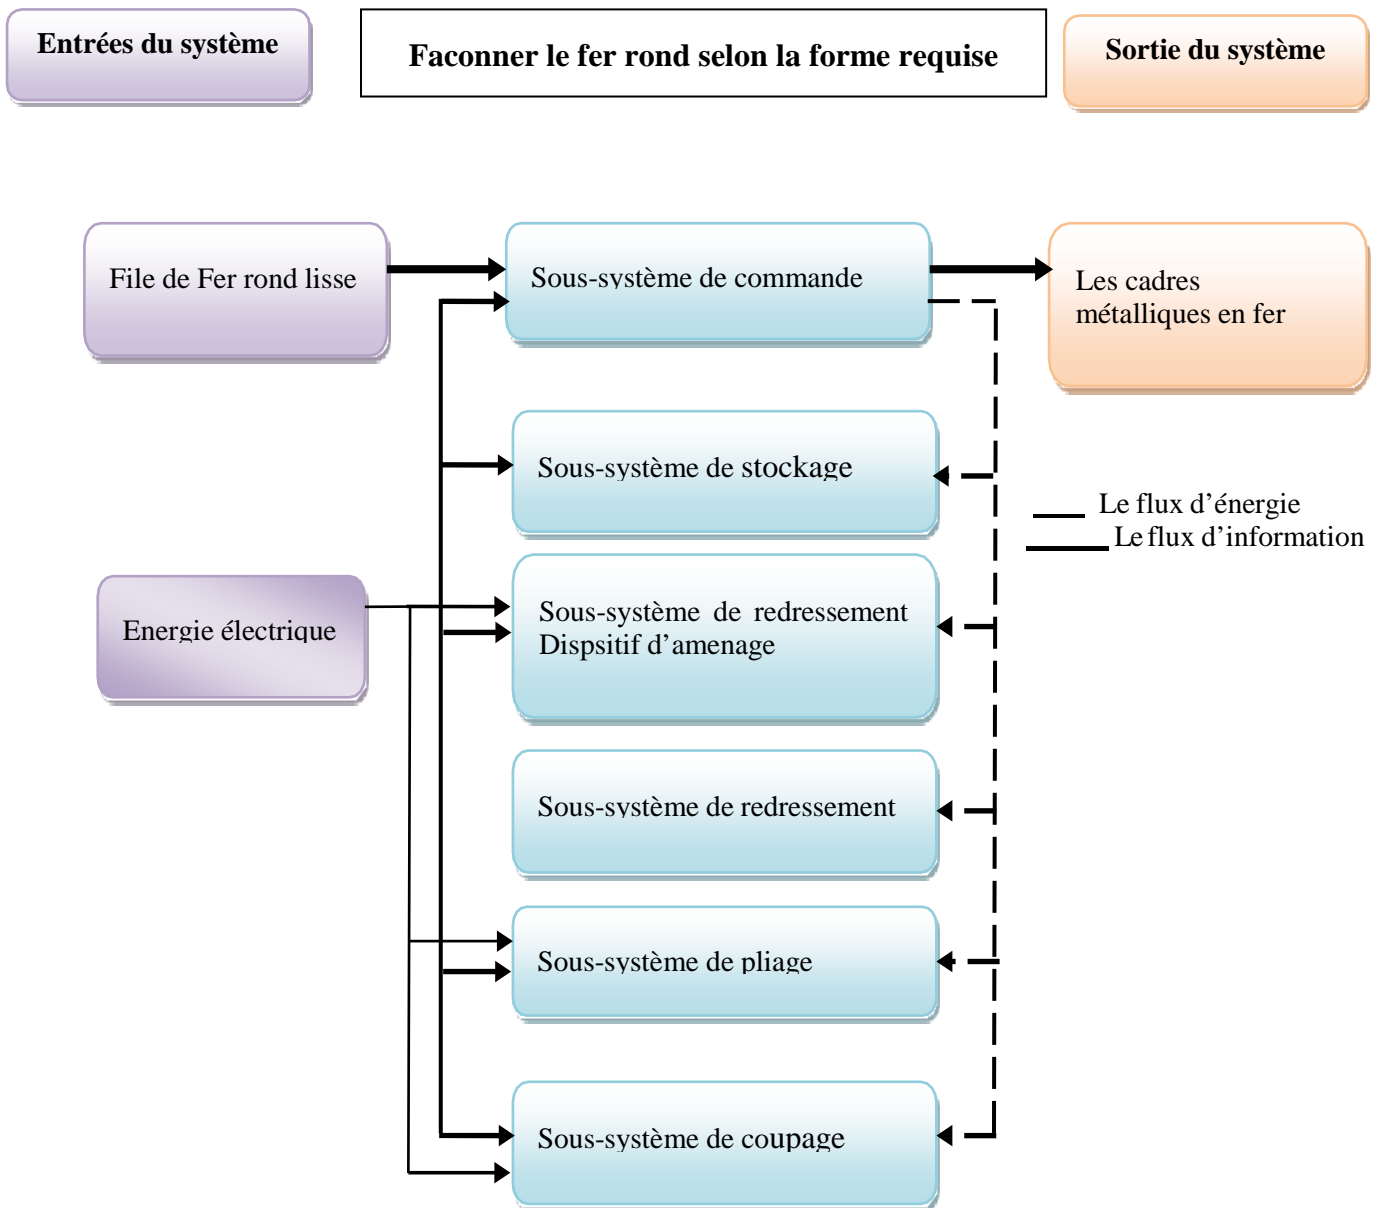 Entrées du système
Faconner le fer rond selon la forme requise
Sortie du système
File de Fer rond lisse
Sous-système de commande
Les cadres
métalliques en fer
Sous-système de stockage
Le flux d’énergie
Le flux d’information
Energie électrique
Sous-système de redressement
Dispsitif d’amenage
Sous-système de redressement
Sous-système de pliage
Sous-système de coupage